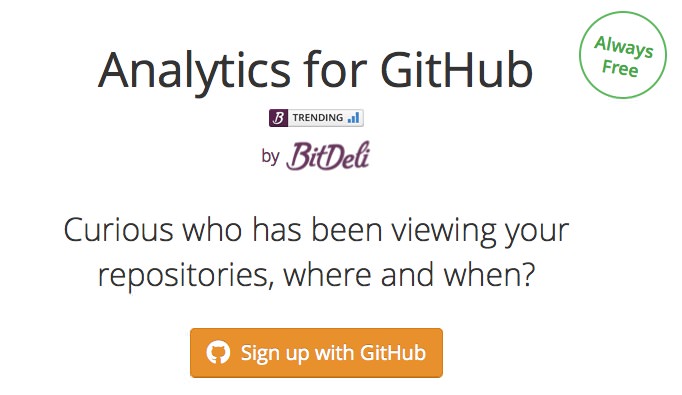 Analytics for GitHub
Always
Free
B TRENDING
by BitDeli
Curious who has been viewing your
repositories, where and when?
Sign up with GitHub